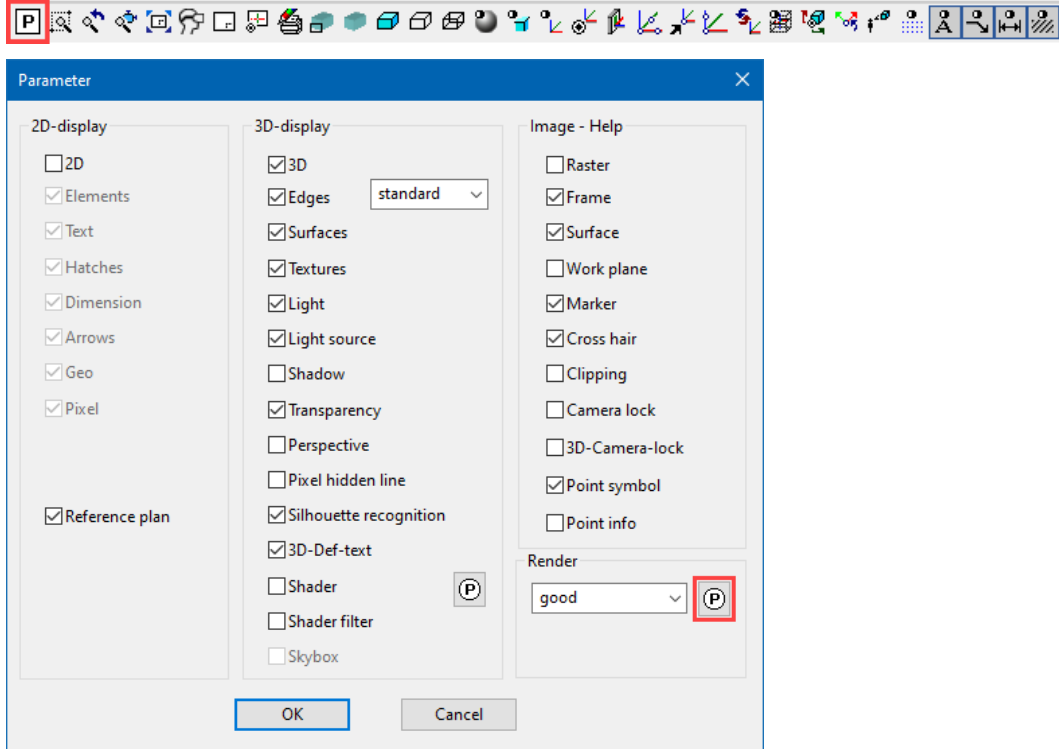 P
A
Parameter
2D-display
2D
Elements
Text
Hatches
Dimension
Arrows
Geo
Pixel
Reference plan
3D-display
3D
Edges
standard
Surfaces
Textures
Light
Light source
Shadow
Transparency
Perspective
Pixel hidden line
Silhouette recognition
3D-Def-text
Shader
P
Shader filter
Skybox
Image - Help
Raster
Frame
Surface
Work plane
Marker
Cross hair
Clipping
Camera lock
3D-Camera-lock
Point symbol
Point info
Render
good
P
OK
Cancel